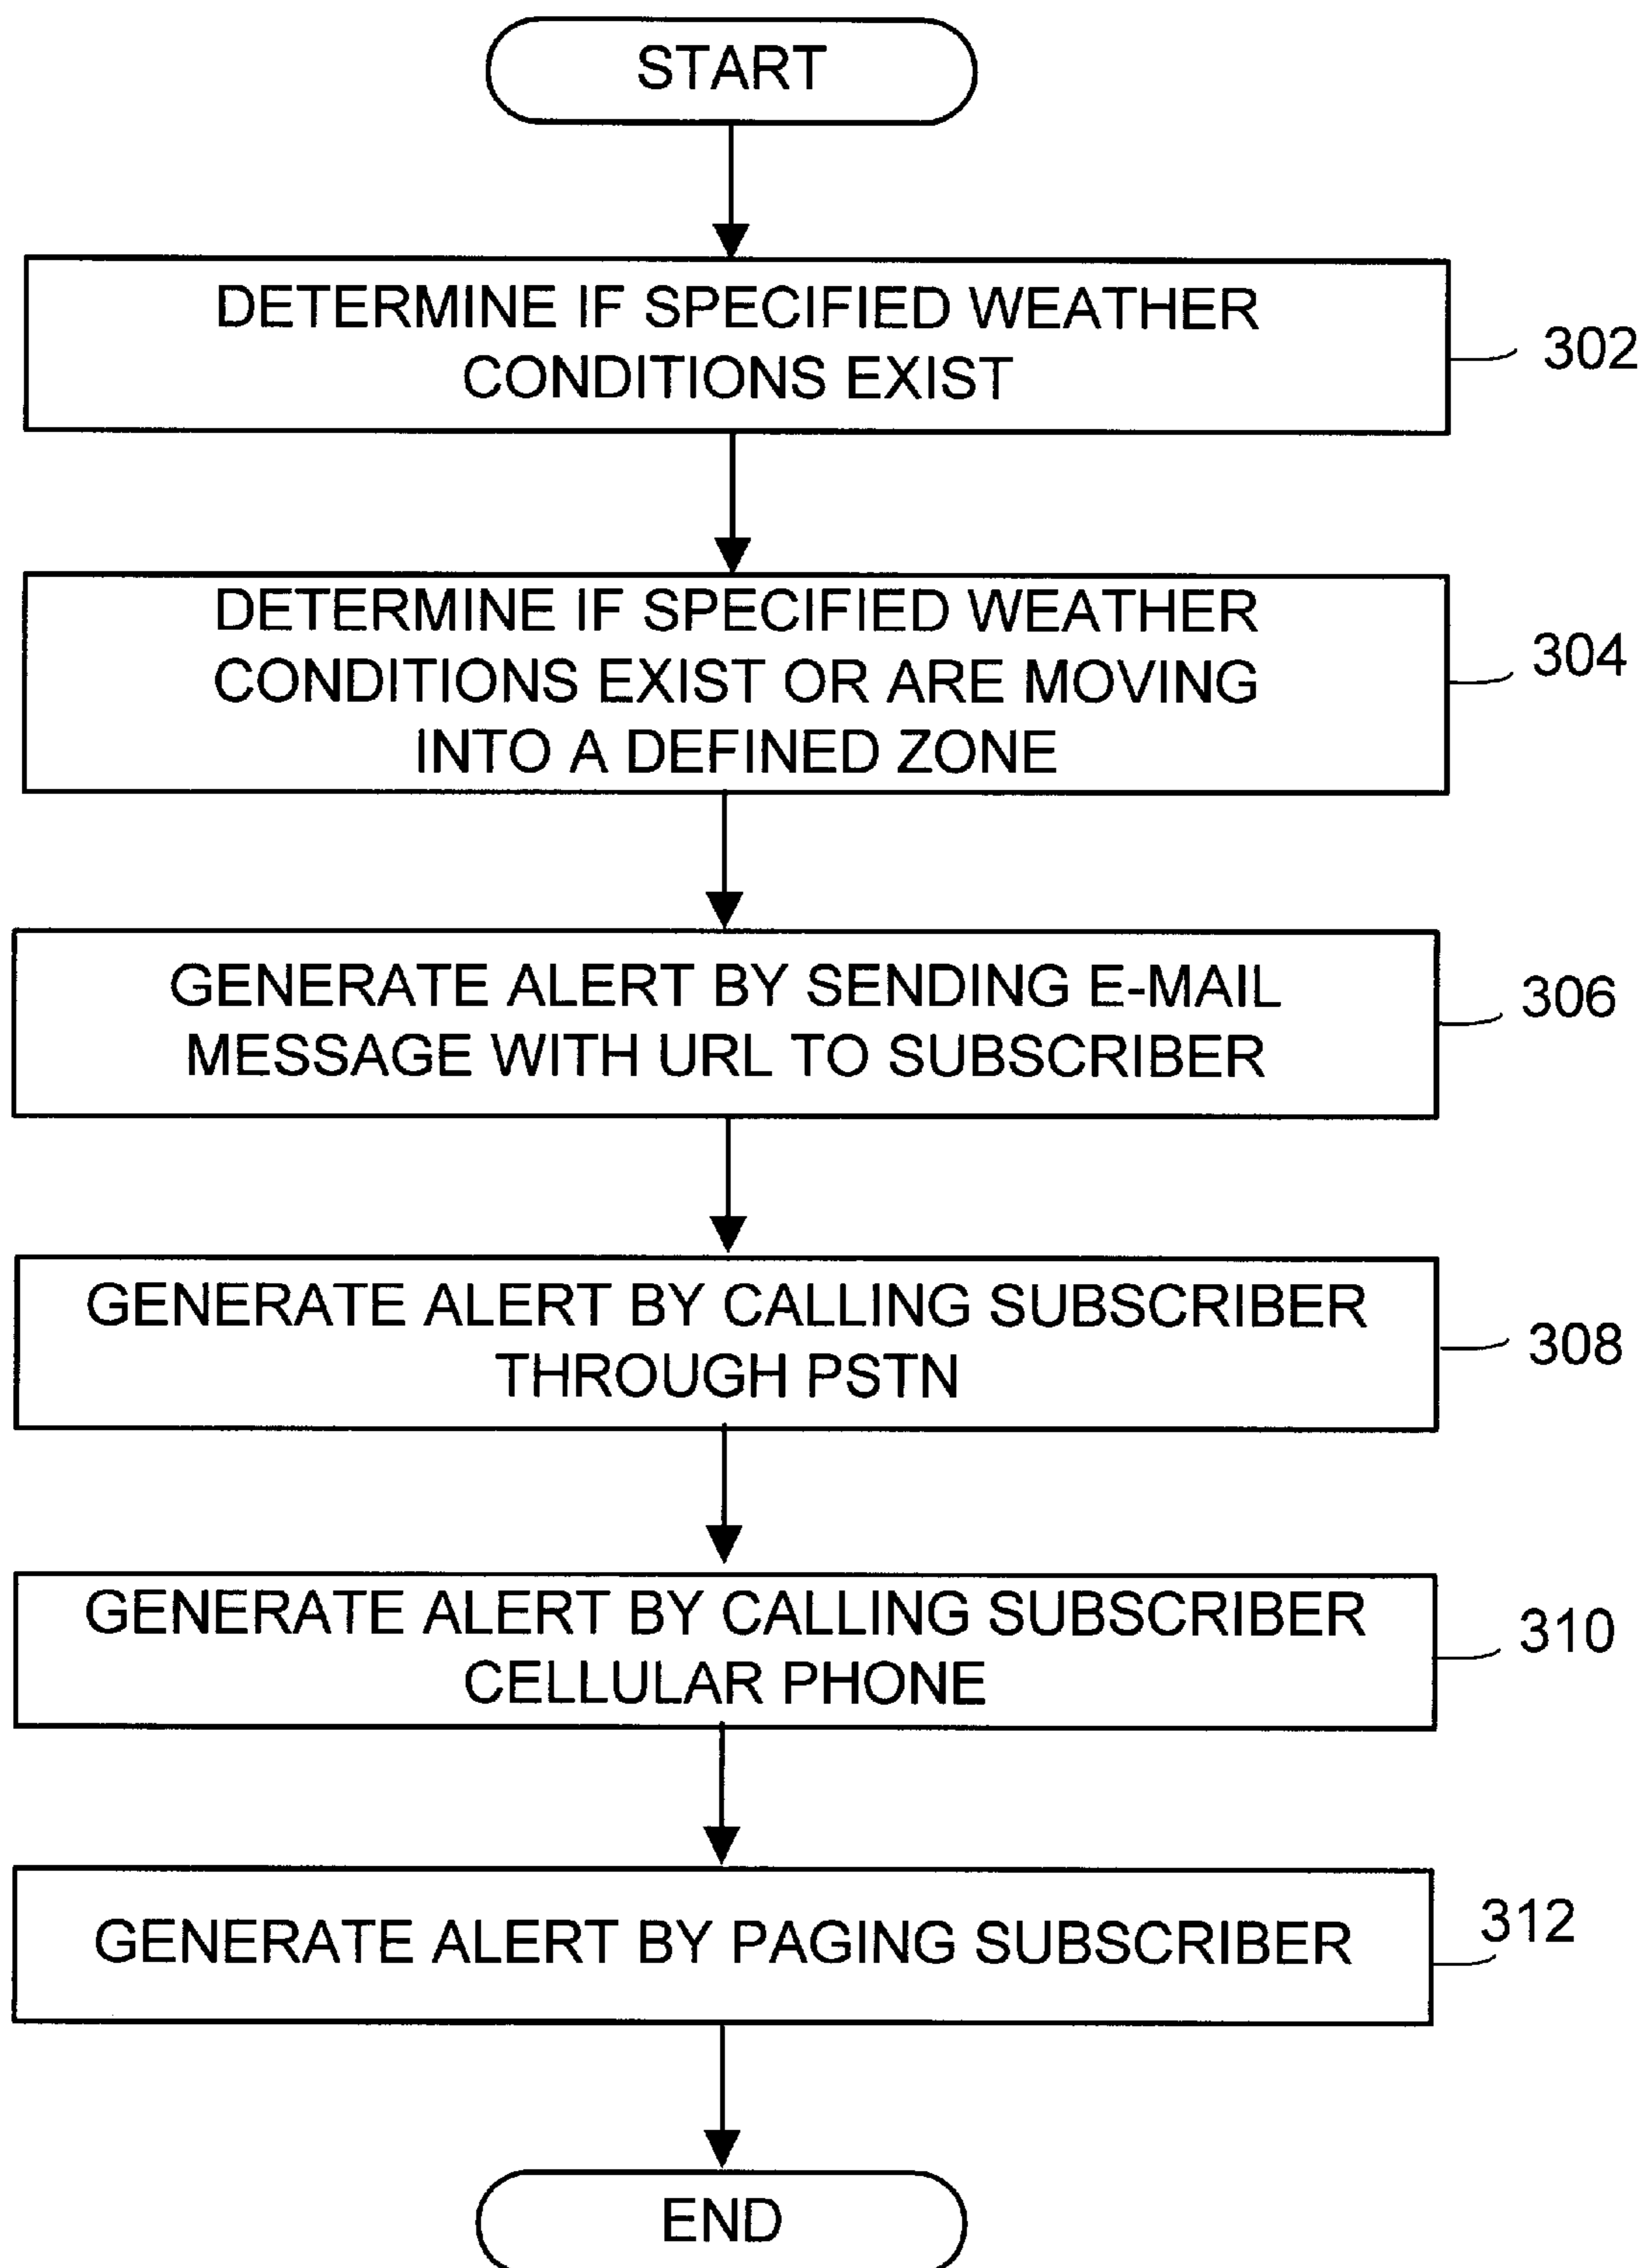 START
DETERMINE IF SPECIFIED WEATHER
CONDITIONS EXIST
302
DETERMINE IF SPECIFIED WEATHER
CONDITIONS EXIST OR ARE MOVING
INTO A DEFINED ZONE
304
GENERATE ALERT BY SENDING E-MAIL
MESSAGE WITH URL TO SUBSCRIBER
306
GENERATE ALERT BY CALLING SUBSCRIBER
THROUGH PSTN
308
GENERATE ALERT BY CALLING SUBSCRIBER
CELLULAR PHONE
310
GENERATE ALERT BY PAGING SUBSCRIBER
312
END